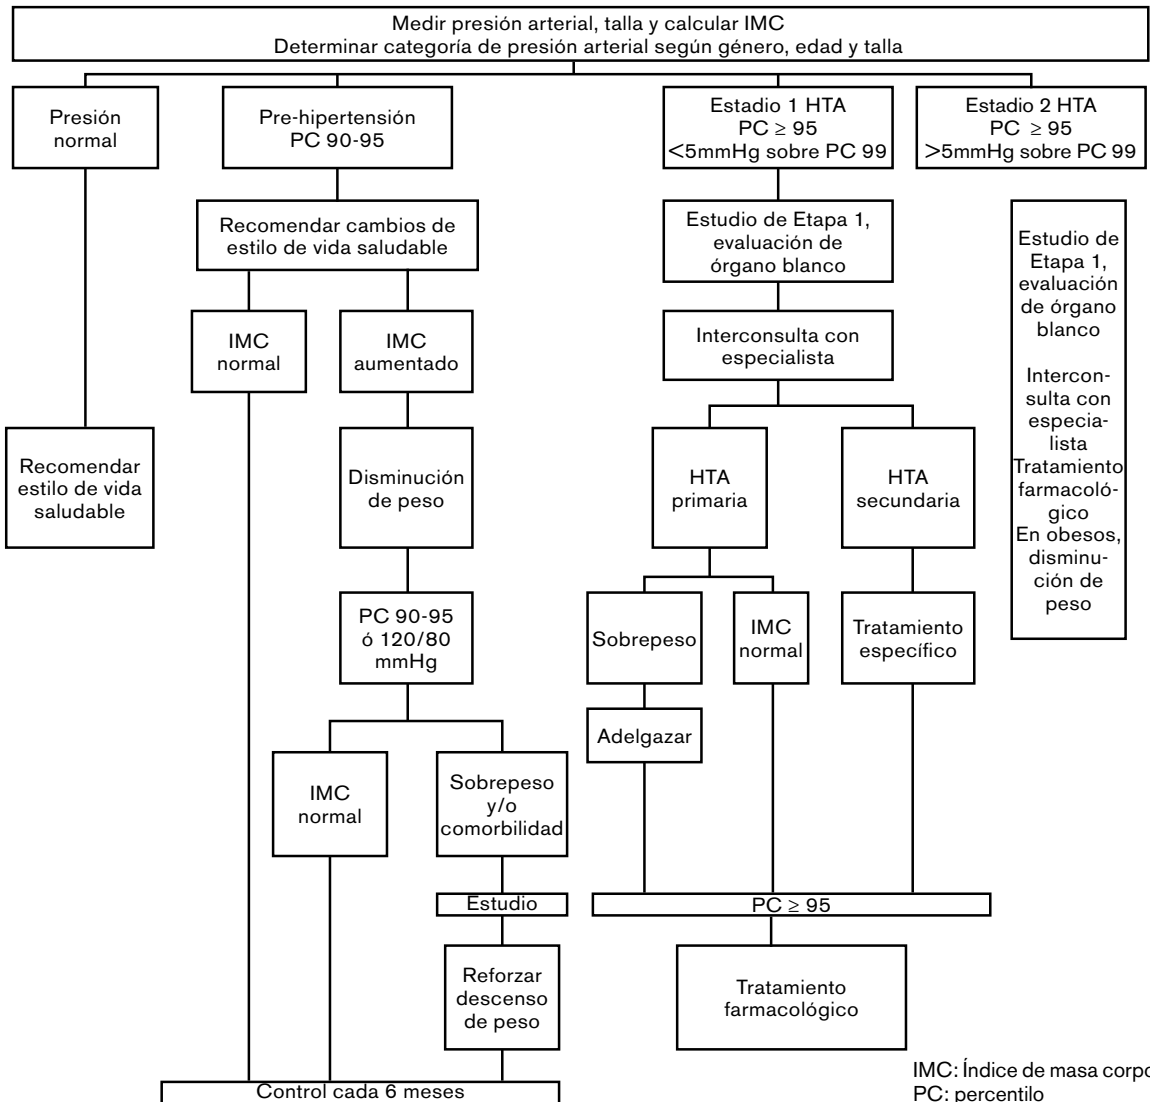 Medir presión arterial, talla y calcular IMC
Determinar categoría de presión arterial según género, edad y talla
Presión
normal
Pre-hipertensión
PC 90-95
Estadio 1 HTA
PC ≥ 95
<5mmHg sobre PC 99
Estadio 2 HTA
PC ≥ 95
>5mmHg sobre PC 99
Recomendar cambios de
estilo de vida saludable
Estudio de Etapa 1,
evaluación de
órgano blanco
Estudio de
Etapa 1,
evaluación
de órgano
blanco
Intercon-
sulta con
especia-
lista
Tratamiento
farmacoló-
gico
En obesos,
disminu-
ción de
peso
IMC
normal
IMC
aumentado
Interconsulta con
especialista
Recomendar
estilo de vida
saludable
Disminución
de peso
HTA
primaria
HTA
secundaria
PC 90-95
ó 120/80
mmHg
Sobrepeso
IMC
normal
Tratamiento
específico
Adelgazar
IMC
normal
Sobrepeso
y/o
comorbilidad
Estudio
PC ≥ 95
Reforzar
descenso
de peso
Tratamiento
farmacológico
Control cada 6 meses
IMC: Índice de masa corpo
PC: percentilo